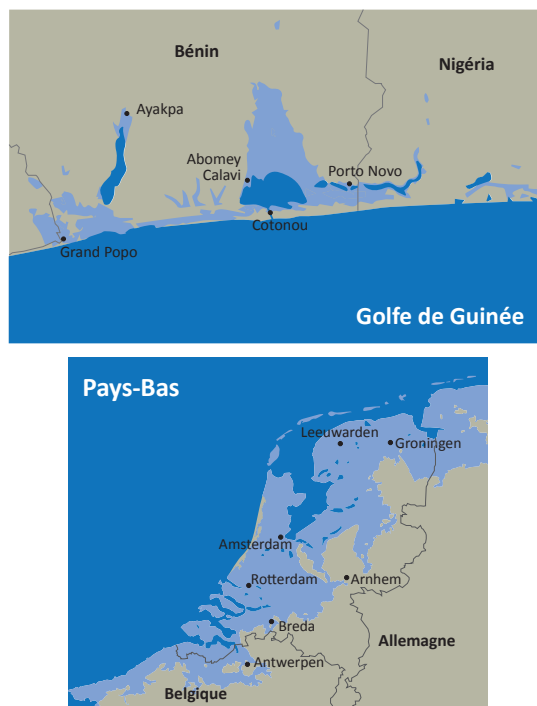 Bénin
Nigéria
Ayakpa
Abomey
Calavi
Porto Novo
Cotonou
Grand Popo
Golfe de Guinée
Pays-Bas
Leeuwarden
Groningen
Amsterdam
Rotterdam
Arnhem
Breda
Allemagne
Antwerpen
Belgique